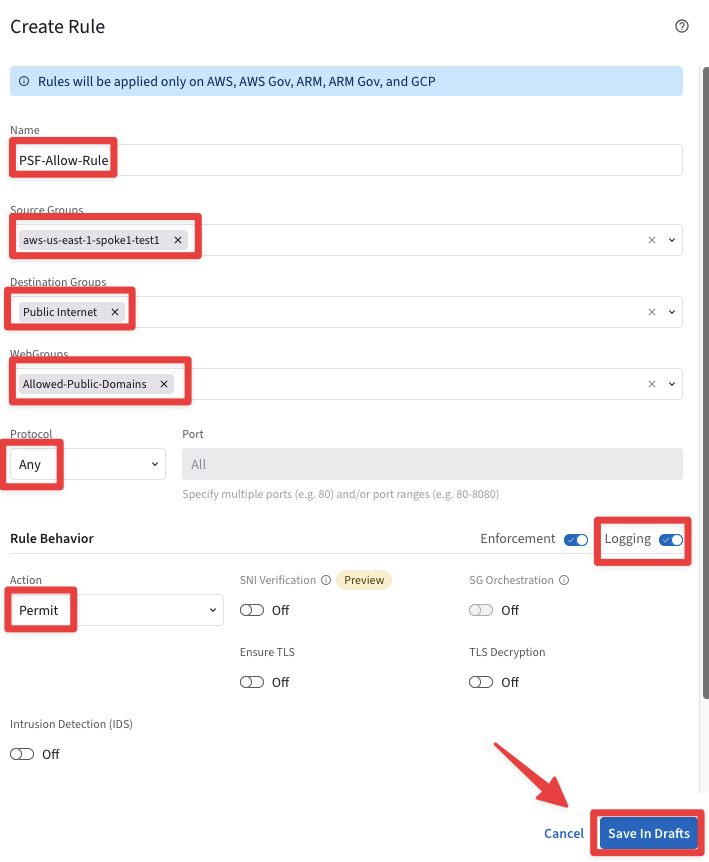 Create Rule
Rules will be applied only on AWS, AWS Gov, ARM, ARM Gov, and GCP
Name
PSF-Allow-Rule
Source Groups
aws-us-east-1-spoke1-test1
Destination Groups
Public Internet
WebGroups
Allowed-Public-Domains
Protocol Port
Any All
Specify multiple ports (e.g. 80) and/or port ranges (e.g. 80-8080)
Rule Behavior Enforcement Logging
Action SNI Verification Preview SG Orchestration
Permit Off Off
Ensure TLS TLS Decryption
Off Off
Intrusion Detection (IDS)
Off
Cancel Save In Drafts